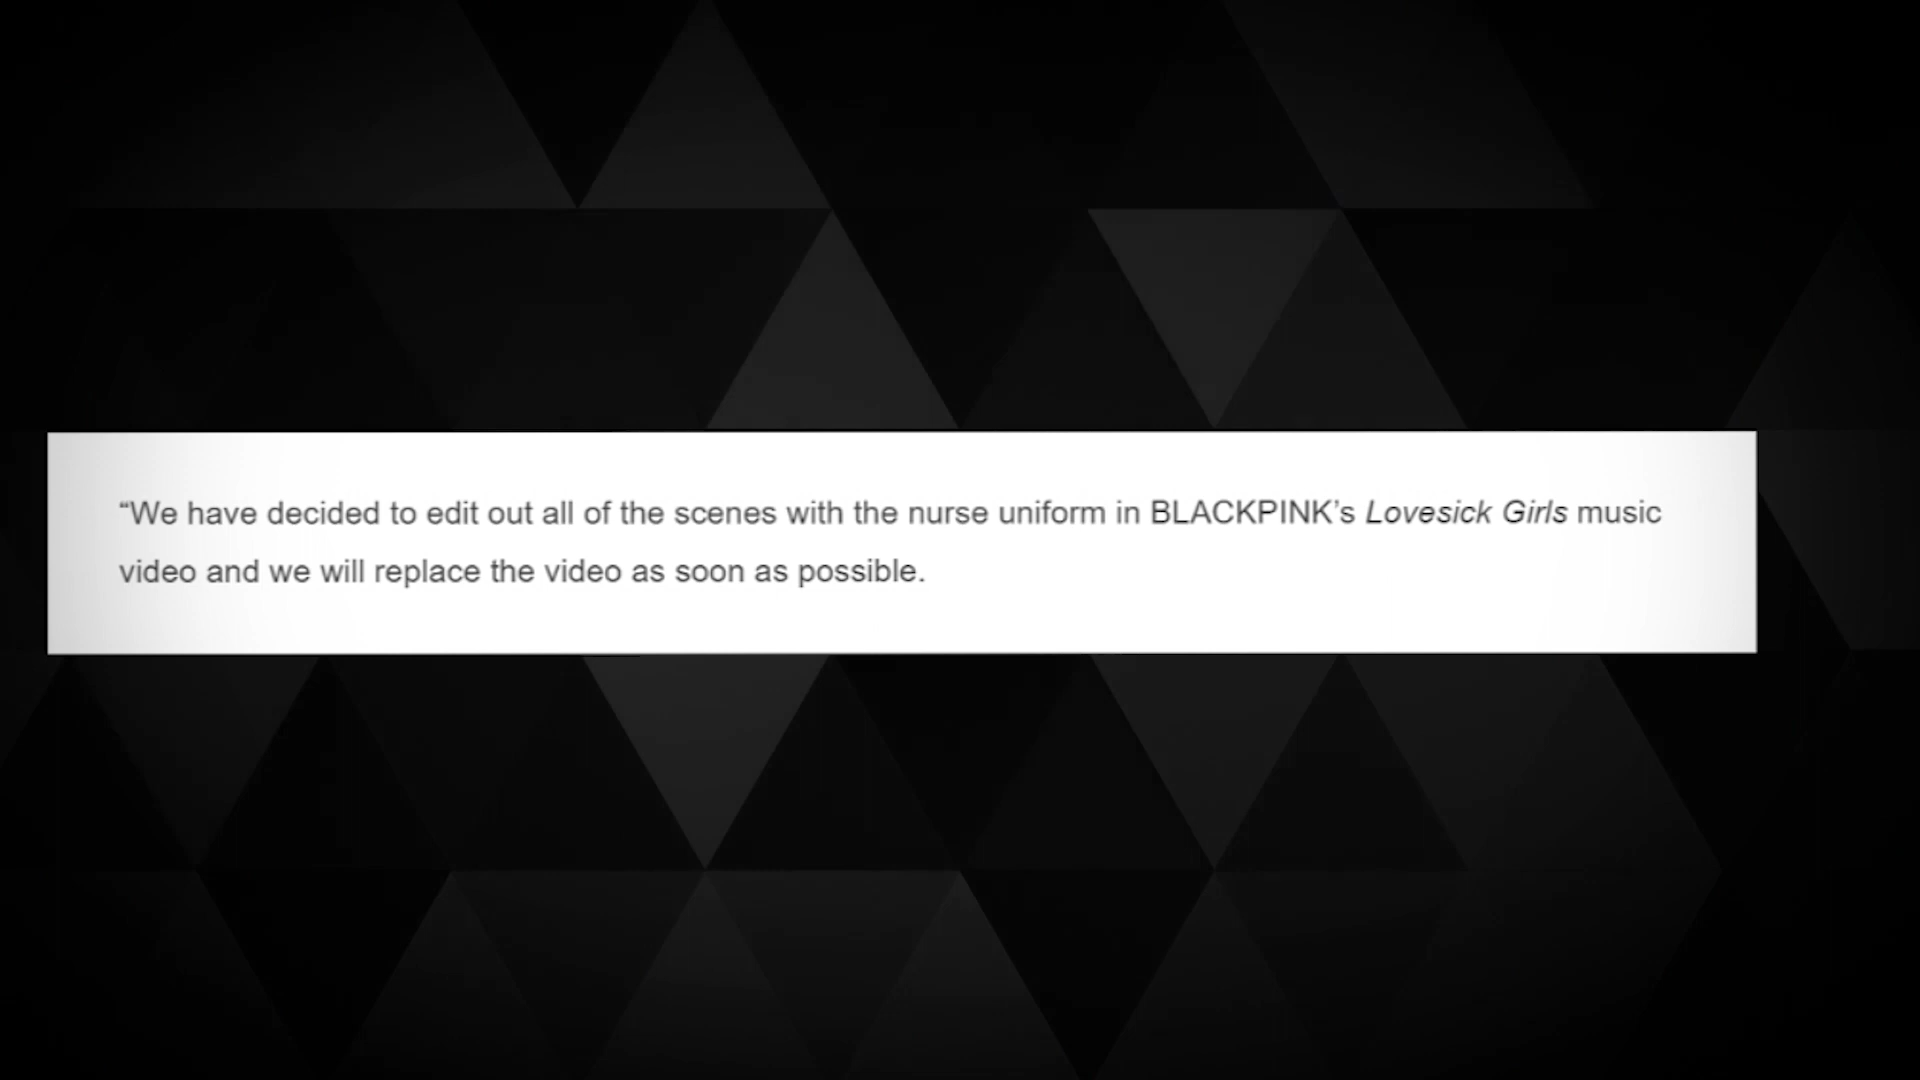 “We have decided to edit out all of the scenes with the nurse uniform in BLACKPINK’s Lovesick Girls music
video and we will replace the video as soon as possible.